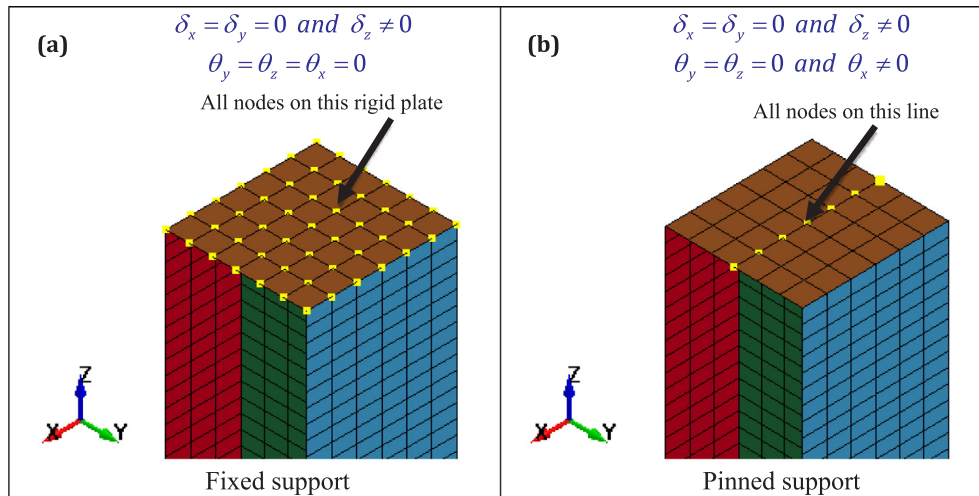 (a)
δx = δy = 0 and δz ≠ 0
θy = θz = θx = 0
All nodes on this rigid plate
Z
X
Y
Fixed support
(b)
δx = δy = 0 and δz ≠ 0
θy = θz = 0 and θx ≠ 0
All nodes on this line
Z
X
Y
Pinned support